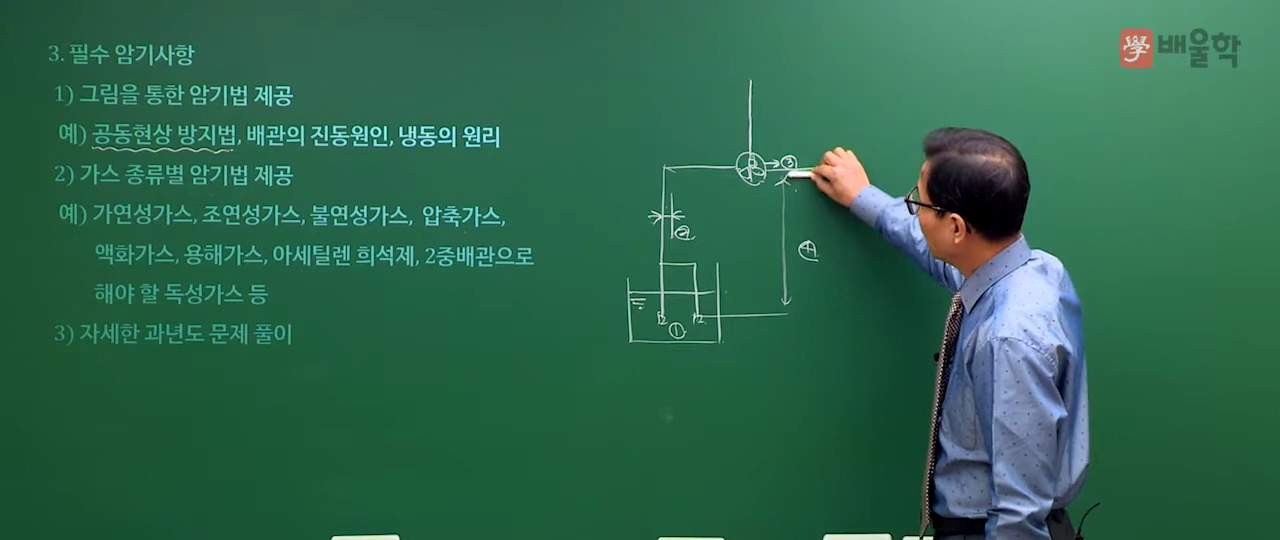 3. 필수 암기사항
1) 그림을 통한 암기법 제공
예) 공동현상 방지법, 배관의 진동원인, 냉동의 원리
2) 가스 종류별 암기법 제공
예) 가연성가스, 조연성가스, 불연성가스, 압축가스,
액화가스, 용해가스, 아세틸렌 희석제, 2중배관으로
해야 할 독성가스 등
3) 자세한 과년도 문제 풀이
學 배울학
③
②
④
①